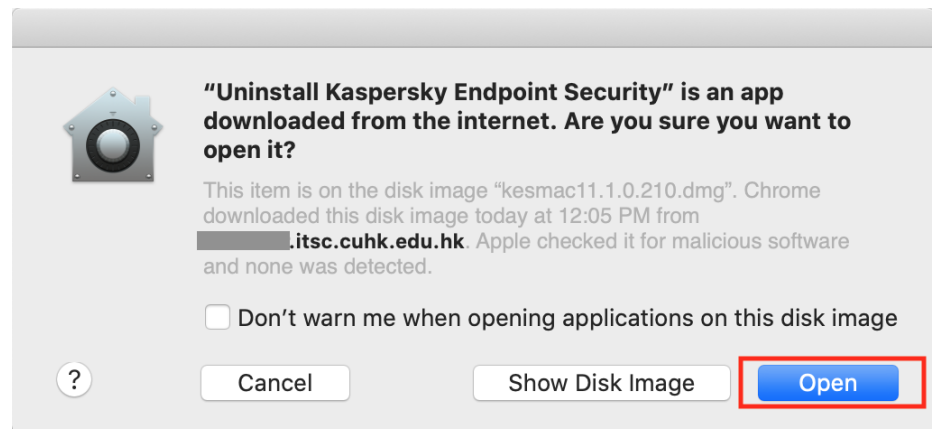 “Uninstall Kaspersky Endpoint Security” is an app
downloaded from the internet. Are you sure you want to
open it?
This item is on the disk image “kesmac11.1.0.210.dmg”. Chrome
downloaded this disk image today at 12:05 PM from
.itsc.cuhk.edu.hk. Apple checked it for malicious software
and none was detected.
Don’t warn me when opening applications on this disk image
? Cancel Show Disk Image Open